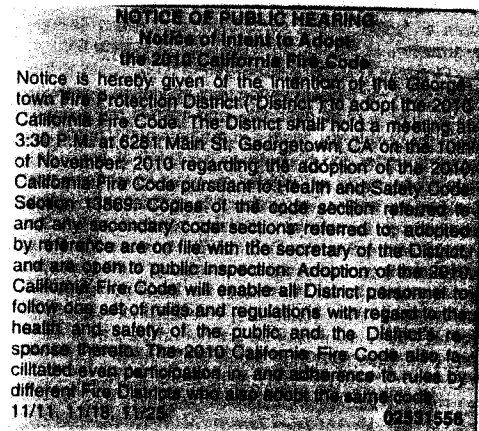 NOTICE OF PUBLIC HEARING
Notice of Intent to Adopt
the 2010 California Fire Code
Notice is hereby given of the intention of the George-
town Fire Protection District ("District") to adopt the 2010
California Fire Code. The District shall hold a meeting at
3:30 P.M. at 6281 Main St, Georgetown, CA on the
of November, 2010 regarding the adoption of the 2010
California Fire Code pursuant to Health and Safety Code
Section 13869. Copies of the code section referred to
and any secondary code sections referred to, adopted
by reference are on file with the secretary of the District,
and are open to public inspection. Adoption of the 2010
California Fire Code will enable all District personnel to
follow one set of rules and regulations with regard to the
health and safety of the public and the District's re-
sponse thereto. The 2010 California Fire Code also fa-
cilitated even participation in, and adherence to rules by
different Fire Districts who also adopt the same code.
11/11, 11/18, 11/25 02531556